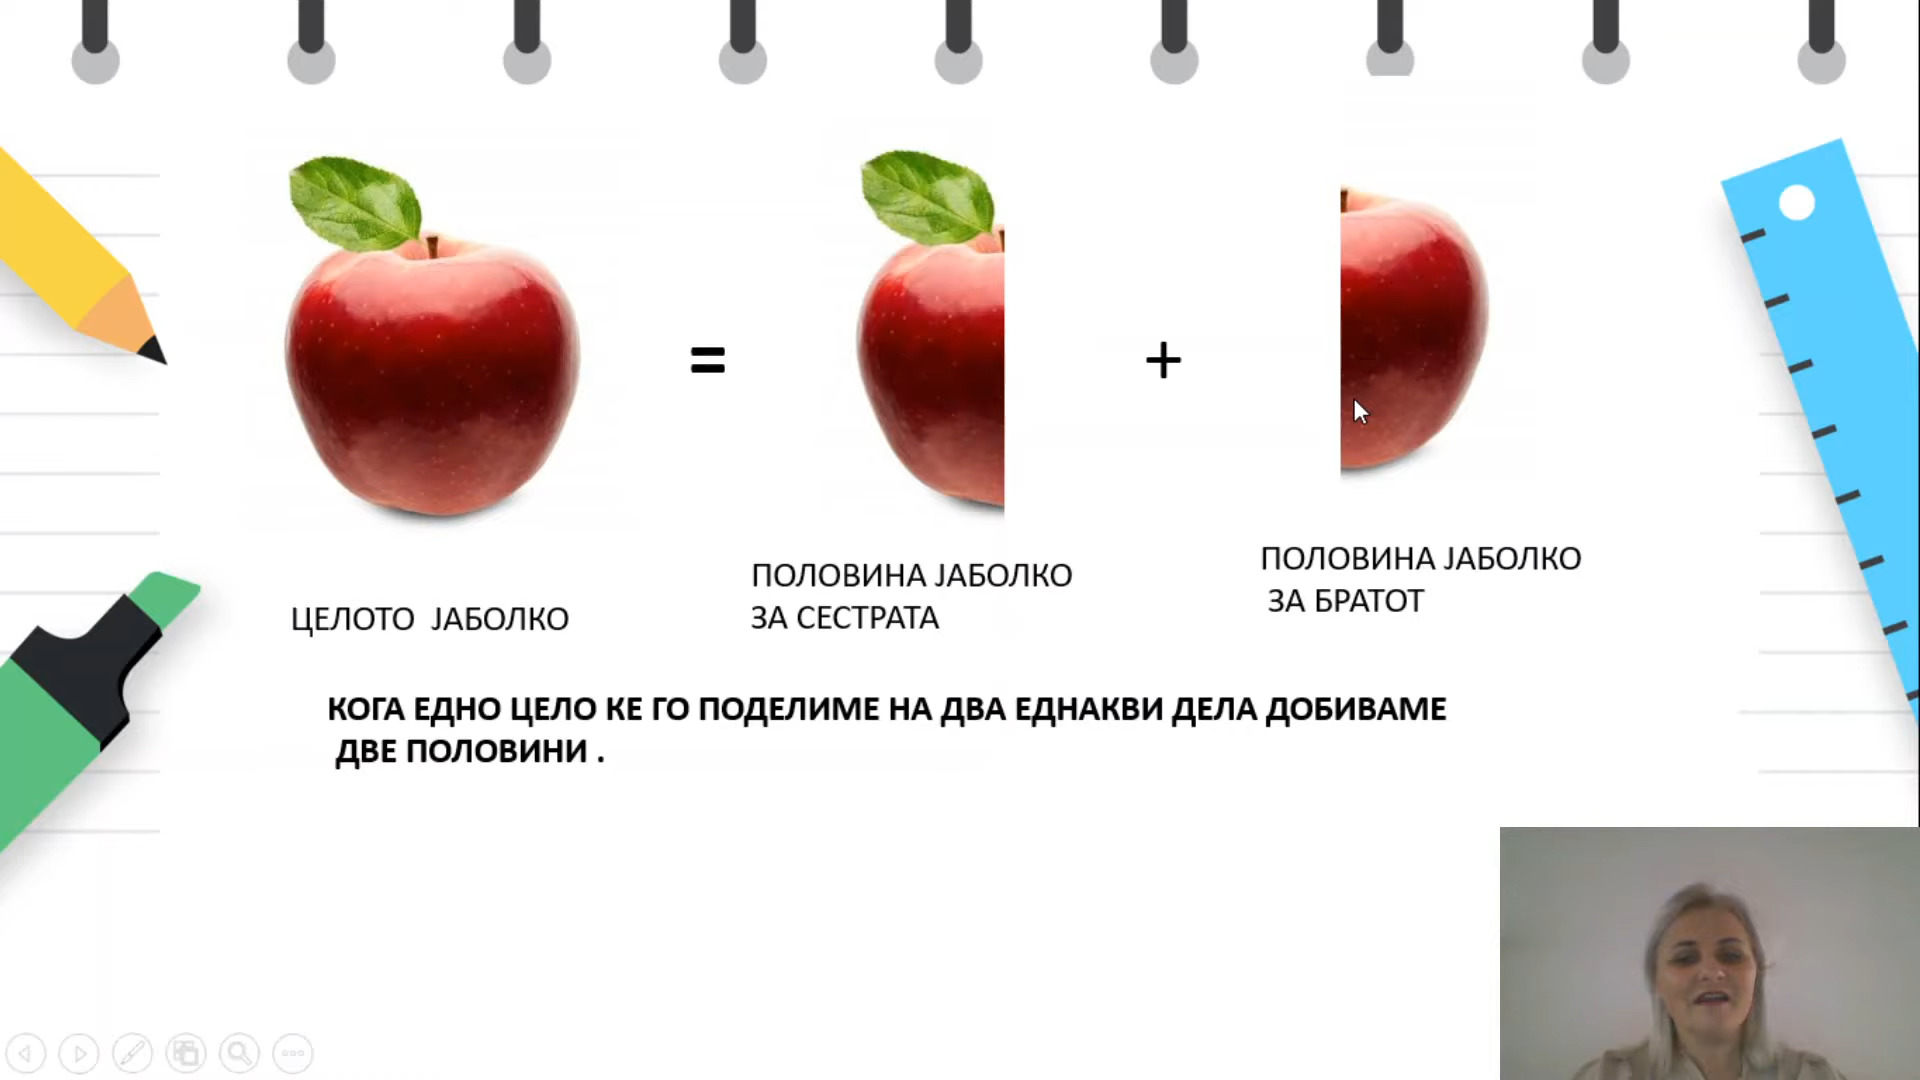 =
+
ЦЕЛОТО ЈАБОЛКО
ПОЛОВИНА ЈАБОЛКО
ЗА СЕСТРАТА
ПОЛОВИНА ЈАБОЛКО
ЗА БРАТОТ
КОГА ЕДНО ЦЕЛО КЕ ГО ПОДЕЛИМЕ НА ДВА ЕДНАКВИ ДЕЛА ДОБИВАМЕ
ДВЕ ПОЛОВИНИ .